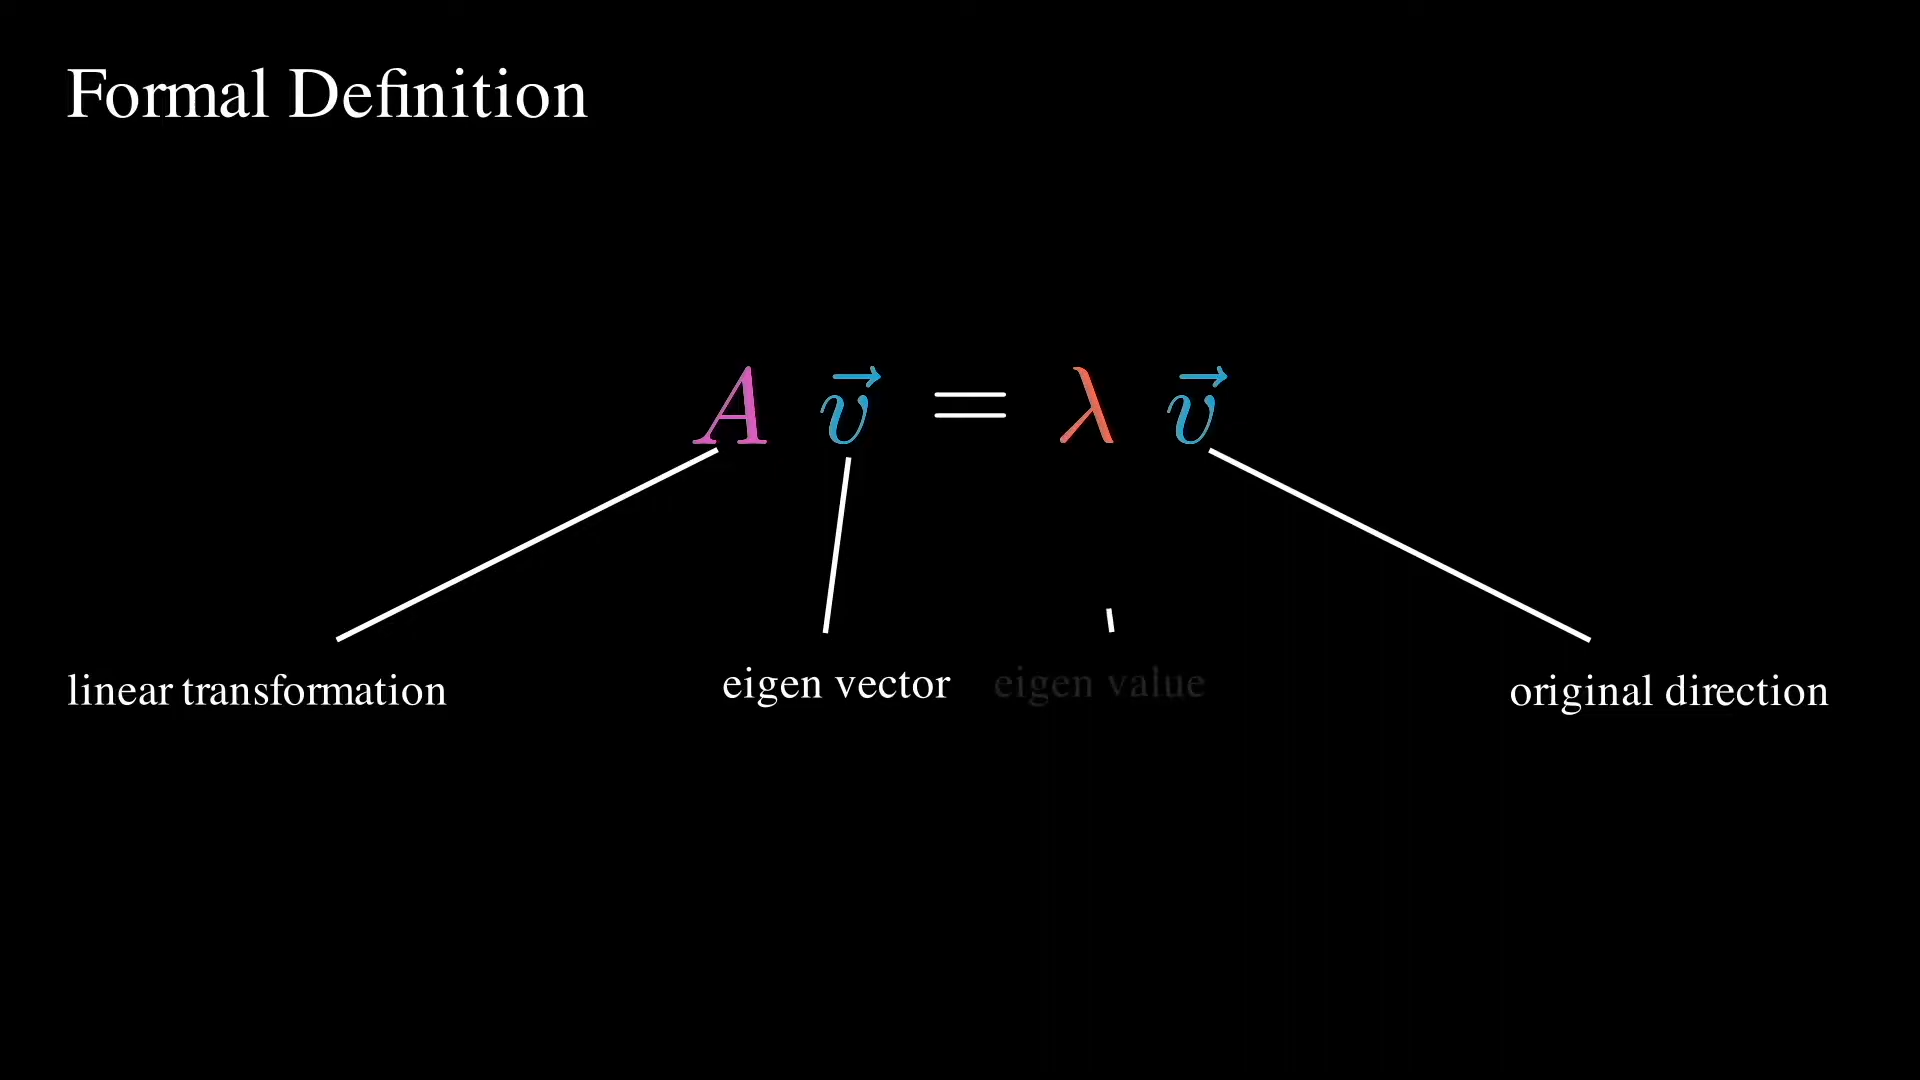 Formal Definition
A v⃗ = λ v⃗
linear transformation
eigen vector
eigen value
original direction